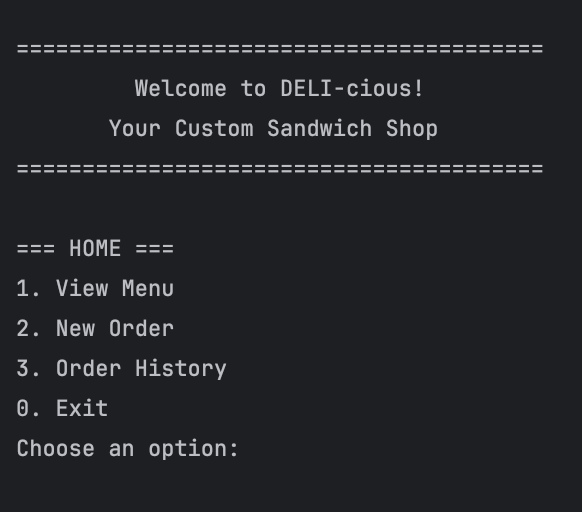 ========================================
Welcome to DELI-cious!
Your Custom Sandwich Shop
========================================
=== HOME ===
1. View Menu
2. New Order
3. Order History
0. Exit
Choose an option: